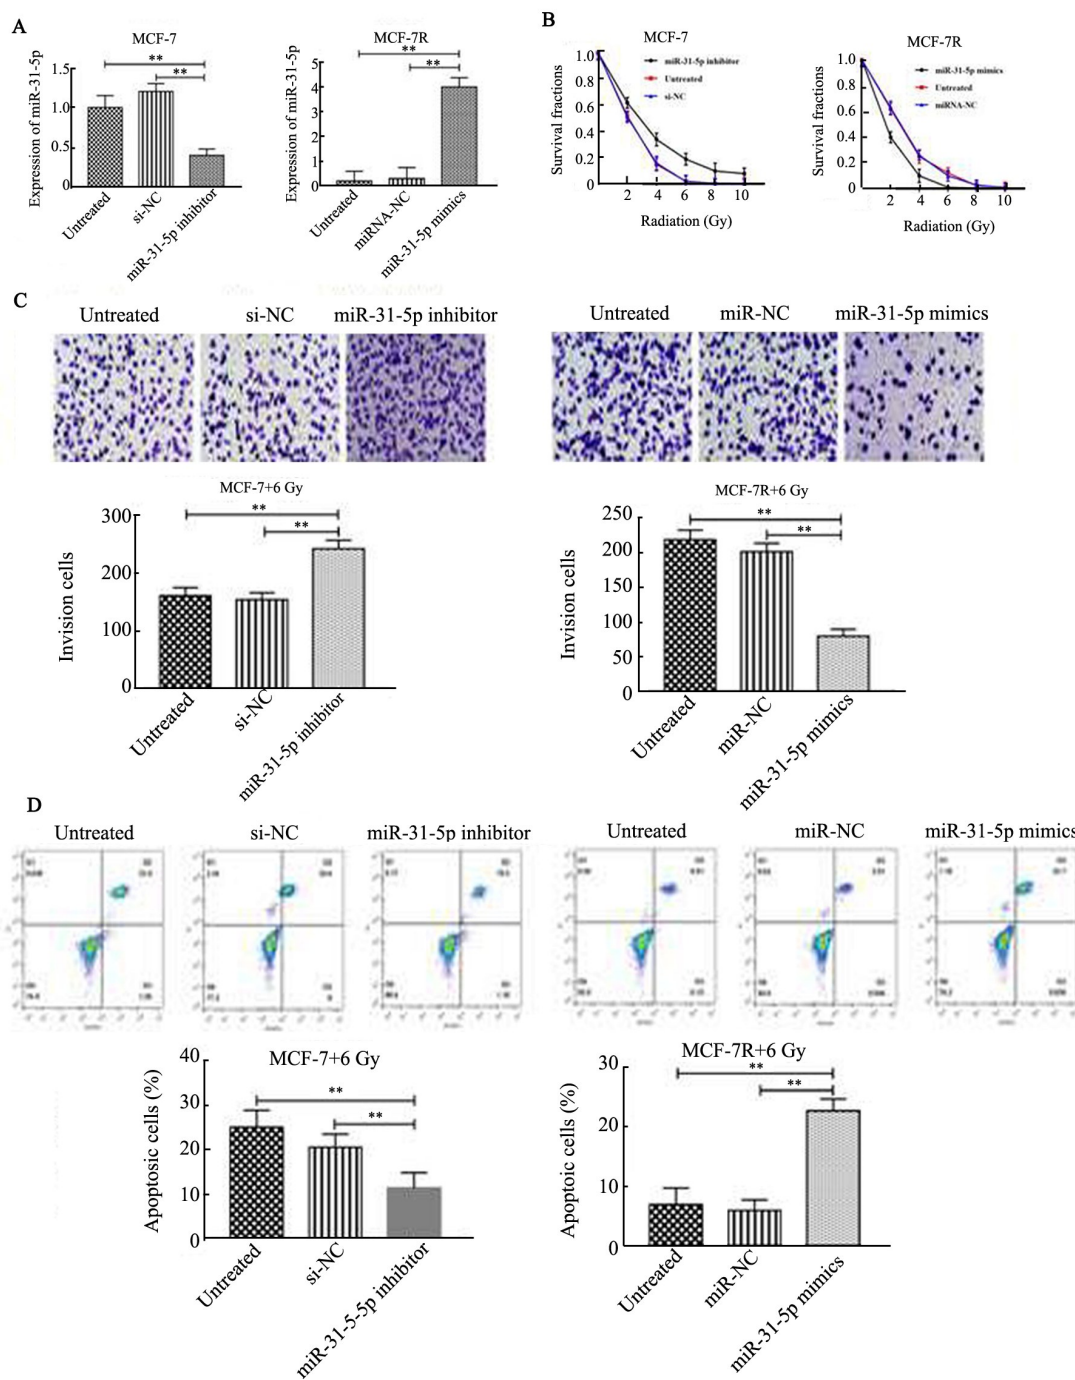 A
MCF-7
Expression of miR-31-5p
1.5
1.0
0.5
0
**
**
Untreated
si-NC
miR-31-5p inhibitor
MCF-7R
Expression of miR-31-5p
5
4
3
2
1
0
**
**
Untreated
miRNA-NC
miR-31-5p mimics
B
MCF-7
Survival fractions
1.0
0.8
0.6
0.4
0.2
0
miR-31-5p inhibitor
Untreated
si-NC
2 4 6 8 10
Radiation (Gy)
MCF-7R
Survival fractions
1.0
0.8
0.6
0.4
0.2
0
miR-31-5p mimics
Untreated
miRNA-NC
2 4 6 8 10
Radiation (Gy)
C
Untreated si-NC miR-31-5p inhibitor
Untreated miR-NC miR-31-5p mimics
MCF-7+6 Gy
Invision cells
300
200
100
0
**
**
Untreated
si-NC
miR-31-5p inhibitor
MCF-7R+6 Gy
Invision cells
250
200
150
100
50
0
**
**
Untreated
miR-NC
miR-31-5p mimics
D
Untreated si-NC miR-31-5p inhibitor
Untreated miR-NC miR-31-5p mimics
MCF-7+6 Gy
Apoptosic cells (%)
40
30
20
10
0
**
**
Untreated
si-NC
miR-31-5-5p inhibitor
MCF-7R+6 Gy
Apoptoic cells (%)
30
20
10
0
**
**
Untreated
miR-NC
miR-31-5p mimics